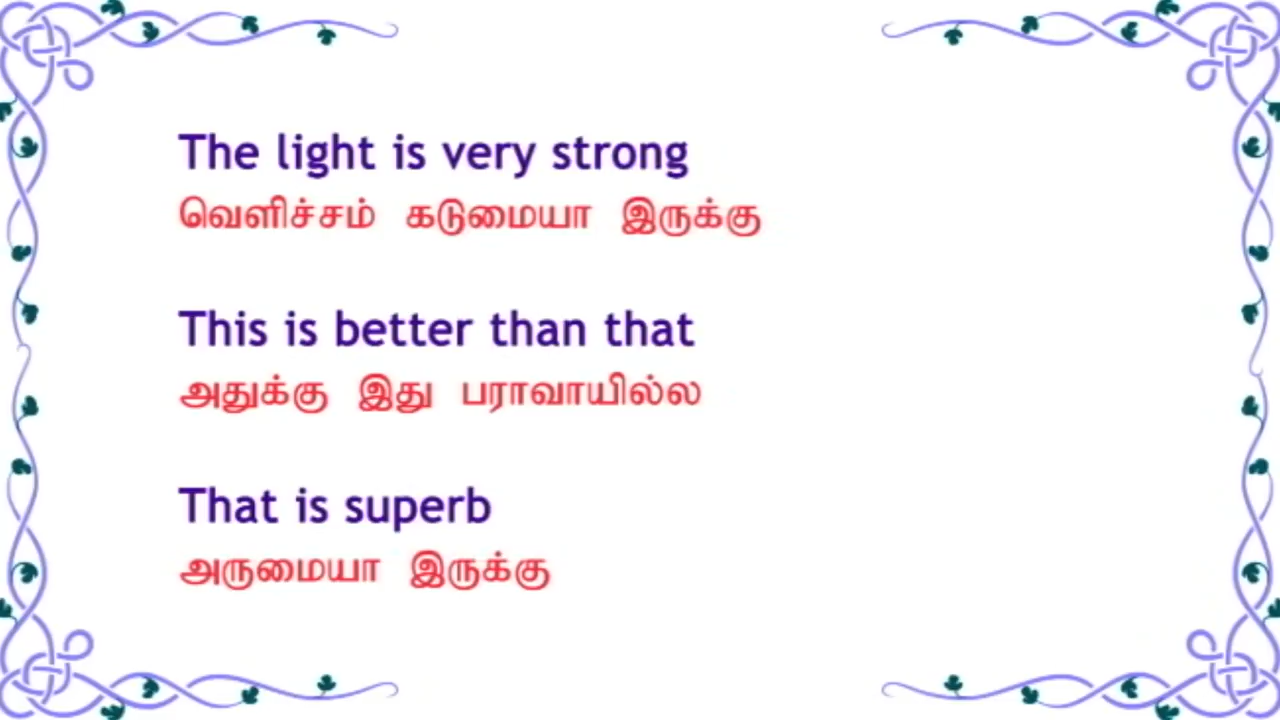 The light is very strong
வெளிச்சம் கடுமையா இருக்கு
This is better than that
அதுக்கு இது பராவாயில்ல
That is superb
அருமையா இருக்கு